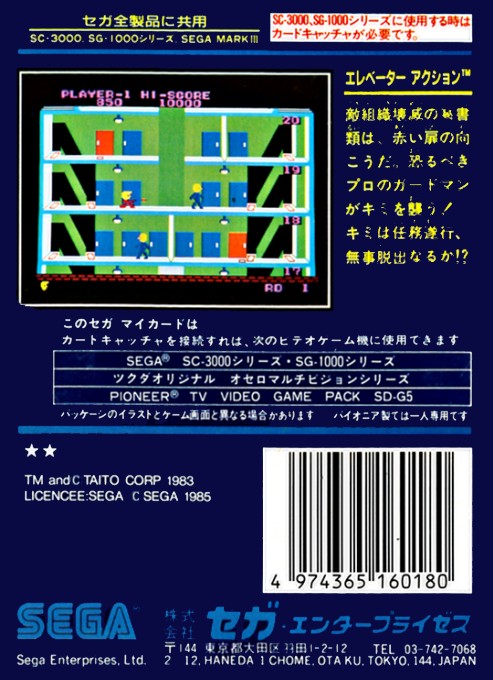 セガ全製品に共用
SC-3000, SG-1000シリーズ. SEGA MARKⅢ
SC-3000、SG-1000シリーズに使用する時は
カードキャッチャが必要です。
エレベーター アクション™
敵組織壊滅の秘書
類は、赤い扉の向
こうだ。恐るべき
プロのガードマン
がキミを襲う!
キミは任務遂行、
無事脱出なるか!?
PLAYER-1 HI-SCORE
950 10000
20
19
18
17
RD 1
このセガ マイカードは
カートキャッチャを接続すれは、次のヒテオケーム機に使用てきます
SEGA® SC-3000シリーズ・SG-1000シリーズ
ツクダオリジナル オセロマルチビジョンシリーズ
PIONEER® TV VIDEO GAME PACK SD-G5
パッケーシのイラストとケーム画面と異なる場合かあります パイオニア製ては一人専用です
★★
TM and © TAITO CORP 1983
LICENCEE:SEGA © SEGA 1985
4 974365 160180
SEGA
Sega Enterprises, Ltd.
株式会社 セガ・エンタープライゼス
〒144 東京都大田区羽田1-2-12 TEL 03-742-7068
2 12, HANEDA 1 CHOME, OTA KU, TOKYO, 144, JAPAN